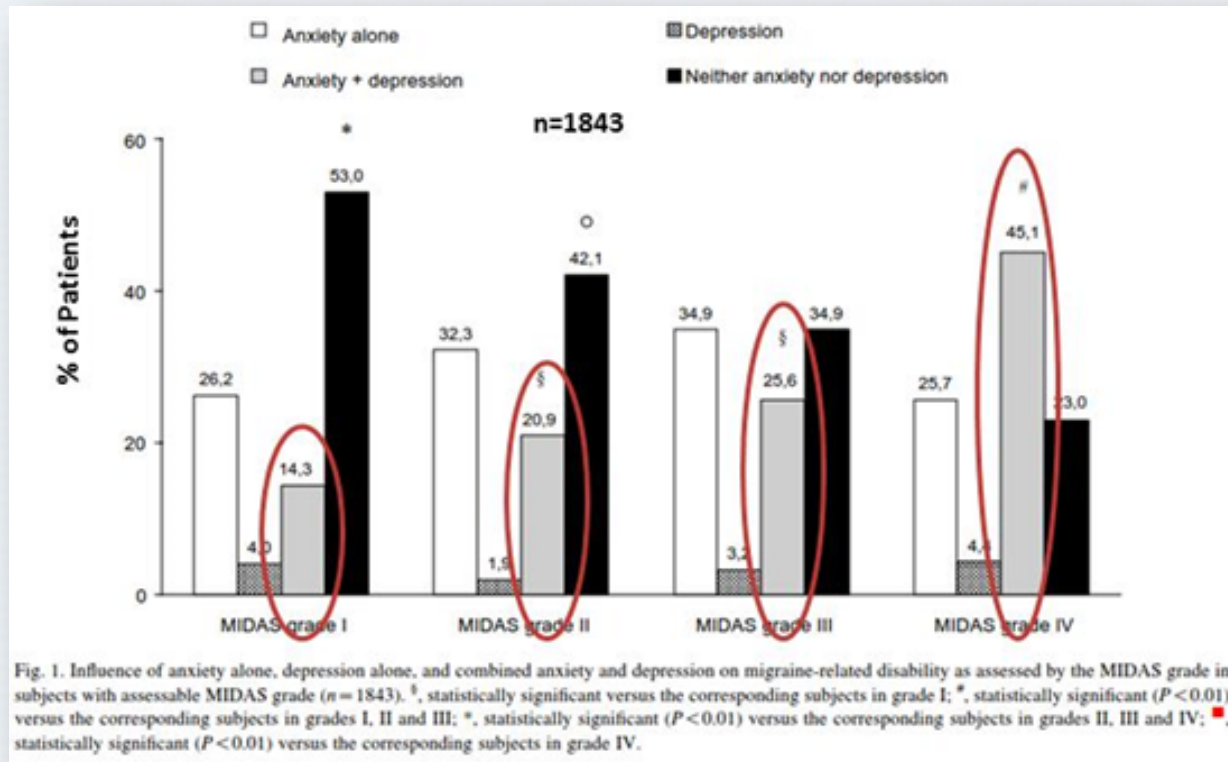 Anxiety alone
Depression
Anxiety + depression
Neither anxiety nor depression
n=1843
% of Patients
60
40
20
0
*
53,0
26,2
4,0
14,3
○
42,1
32,3
§
20,9
1,9
34,9
34,9
§
25,6
3,2
#
45,1
25,7
4,4
23,0
MIDAS grade I
MIDAS grade II
MIDAS grade III
MIDAS grade IV
Fig. 1. Influence of anxiety alone, depression alone, and combined anxiety and depression on migraine-related disability as assessed by the MIDAS grade in
subjects with assessable MIDAS grade (n=1843). §, statistically significant versus the corresponding subjects in grade I; #, statistically significant (P<0.01)
versus the corresponding subjects in grades I, II and III; *, statistically significant (P<0.01) versus the corresponding subjects in grades II, III and IV; ■,
statistically significant (P<0.01) versus the corresponding subjects in grade IV.